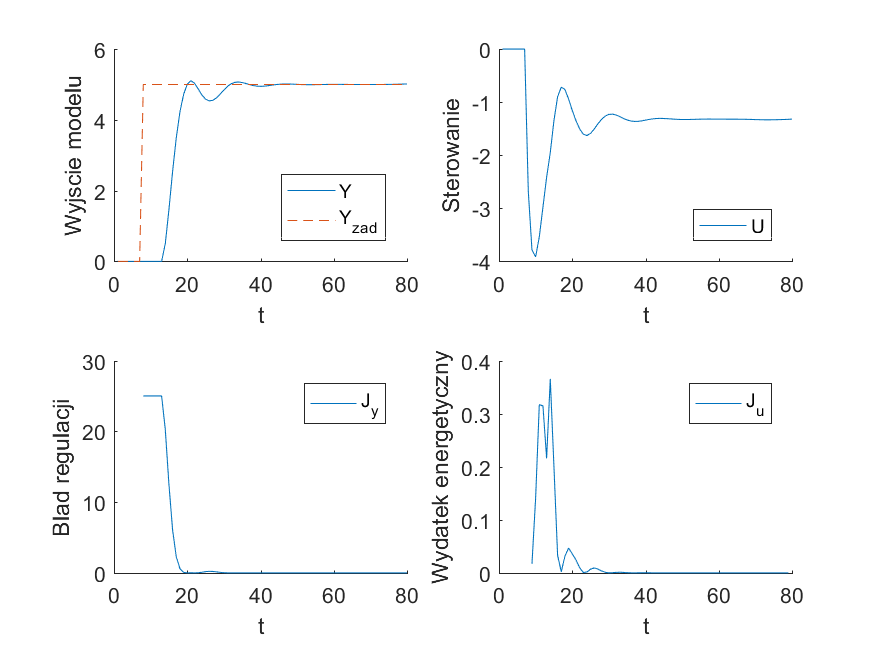 Wyjscie modelu
6
4
2
0
0
20
40
60
80
t
Y
Y_zad
Sterowanie
0
-1
-2
-3
-4
0
20
40
60
80
t
U
Blad regulacji
30
20
10
0
0
20
40
60
80
t
J_y
Wydatek energetyczny
0.4
0.3
0.2
0.1
0
0
20
40
60
80
t
J_u